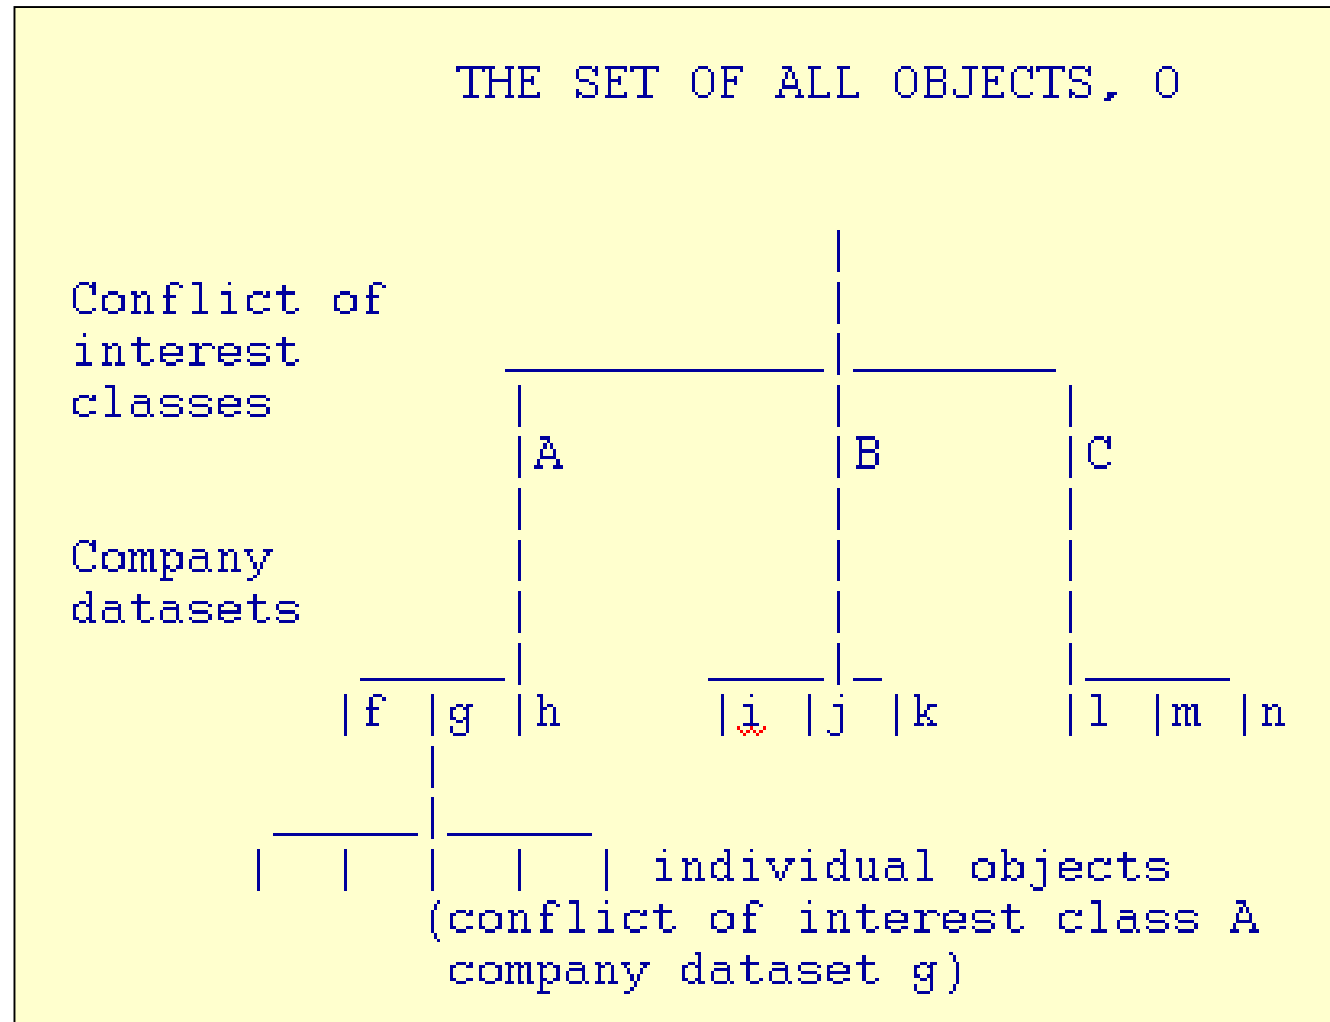 THE SET OF ALL OBJECTS, O
Conflict of
interest
classes
A B C
Company
datasets
f g h i j k l m n
individual objects
(conflict of interest class A
company dataset g)